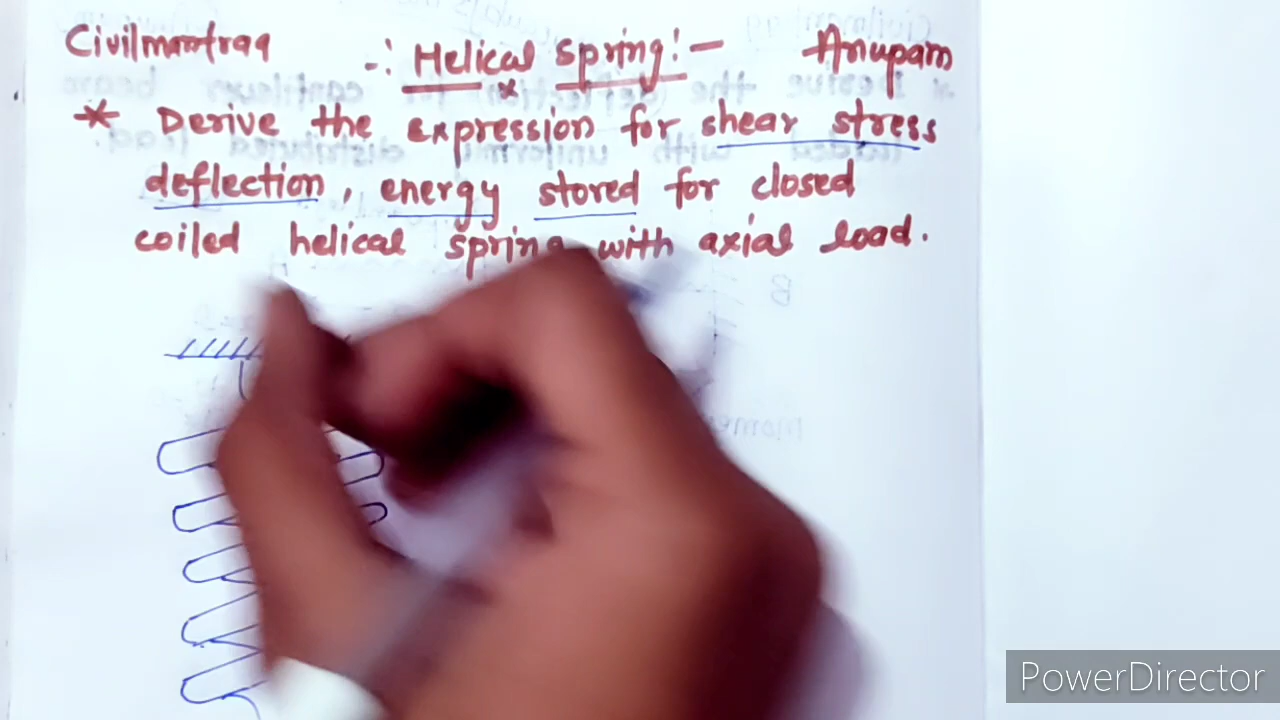 Civilmantraa .: Helical Spring:- Anupam
* Derive the expression for shear stress
deflection, energy stored for closed
coiled helical spring with axial load.
PowerDirector